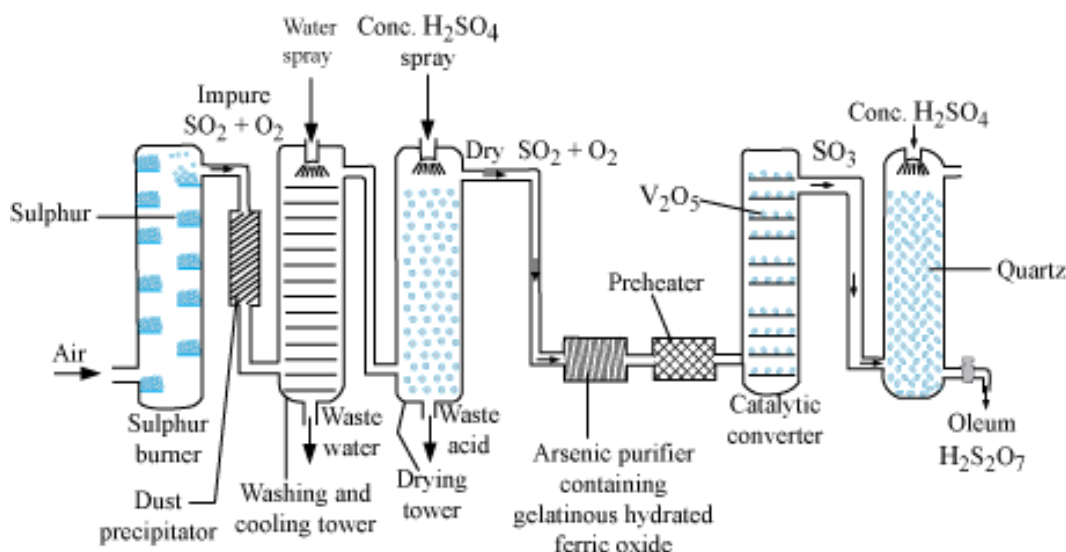 Water
spray
Conc. H₂SO₄
spray
Impure
SO₂ + O₂
Dry SO₂ + O₂
Conc. H₂SO₄
SO₃
Sulphur
V₂O₅
Quartz
Preheater
Air
Sulphur
burner
Waste
water
Waste
acid
Catalytic
converter
Oleum
H₂S₂O₇
Dust
precipitator
Washing and
cooling tower
Drying
tower
Arsenic purifier
containing
gelatinous hydrated
ferric oxide